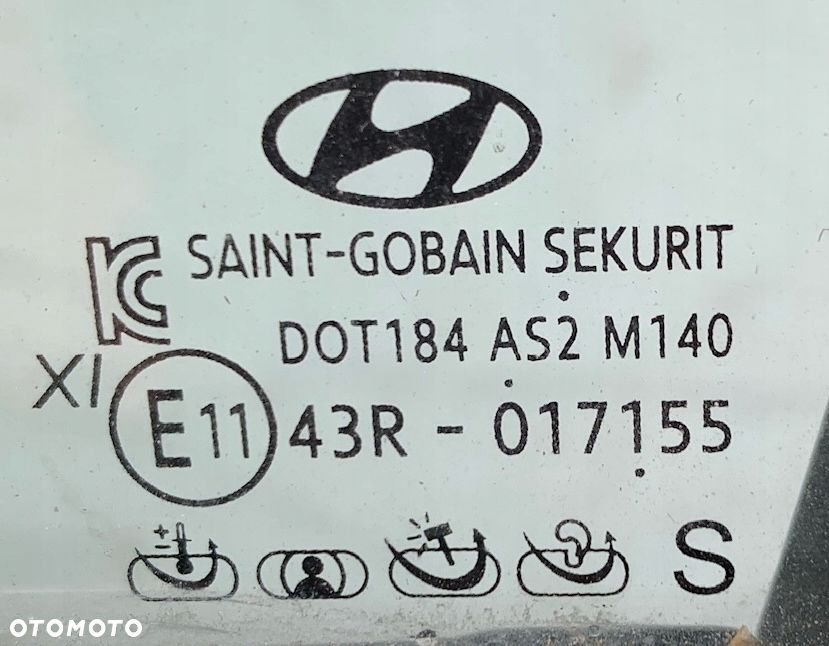 SAINT-GOBAIN SEKURIT
DOT184 AS2 M140
XI
E11 43R - 017155
S
OTOMOTO